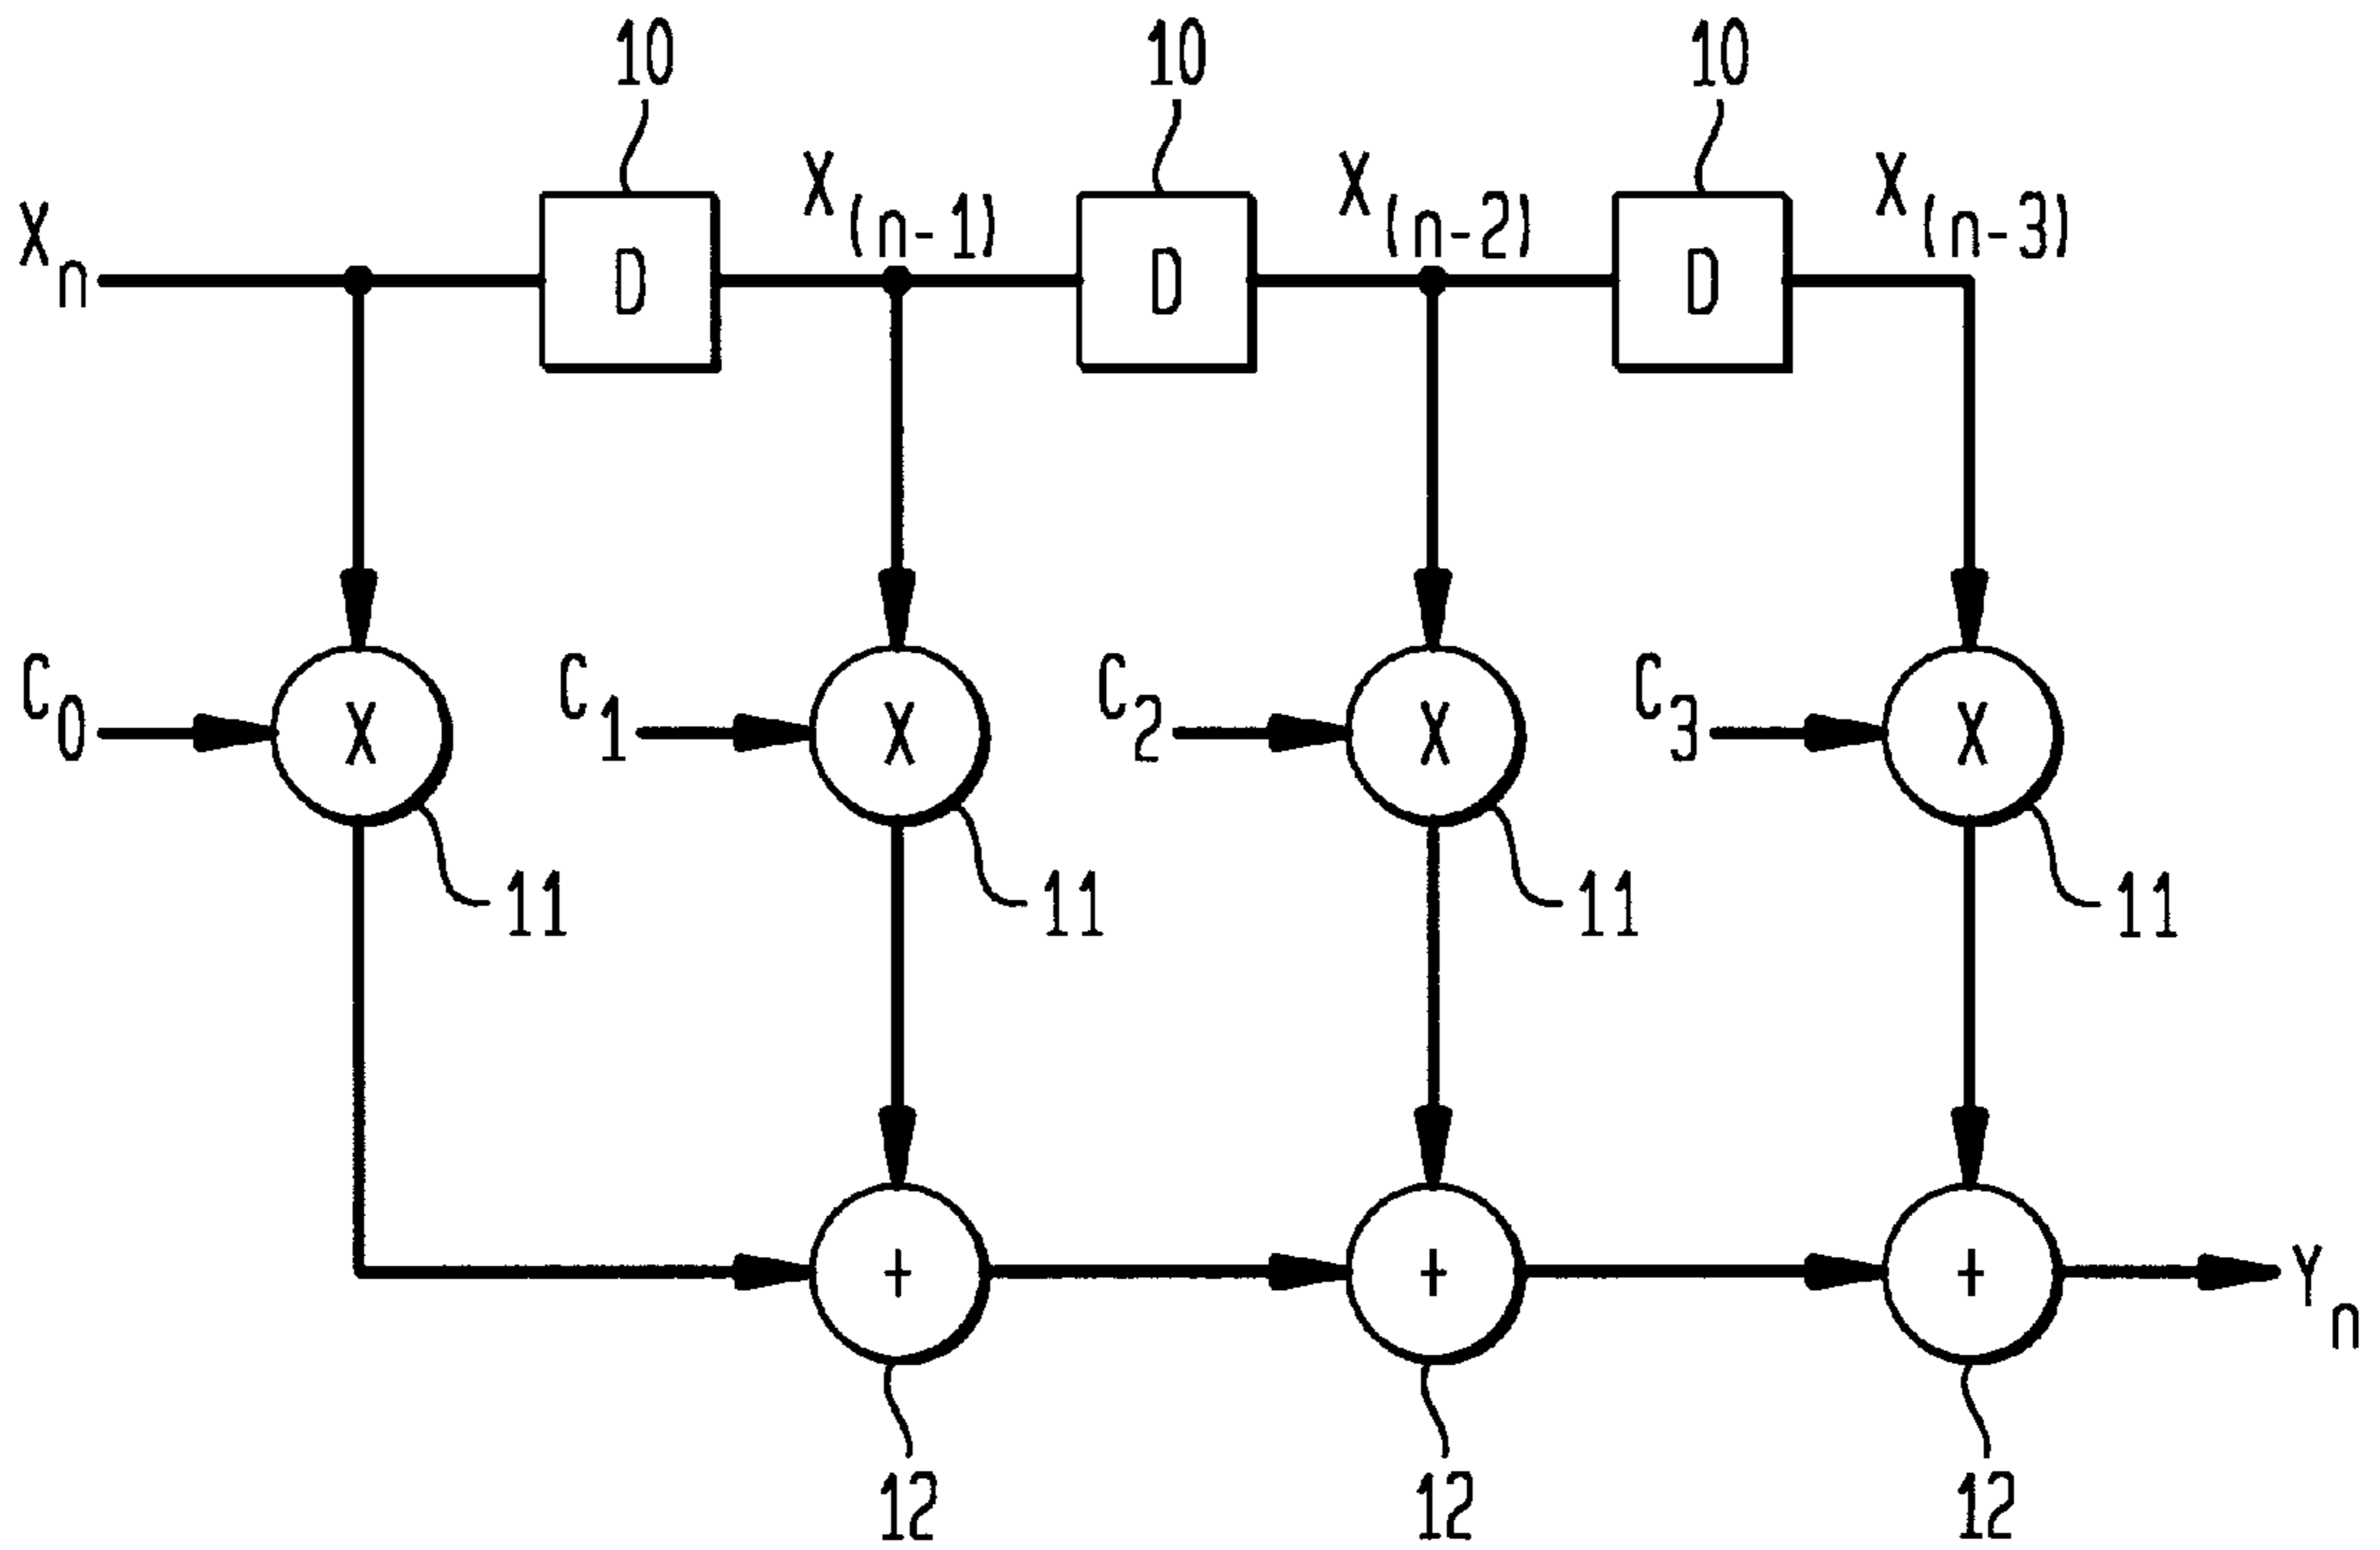 10 10 10
Xn X(n-1) X(n-2) X(n-3)
D D D
C0 X C1 X C2 X C3 X
11 11 11 11
+ + + Yn
12 12 12